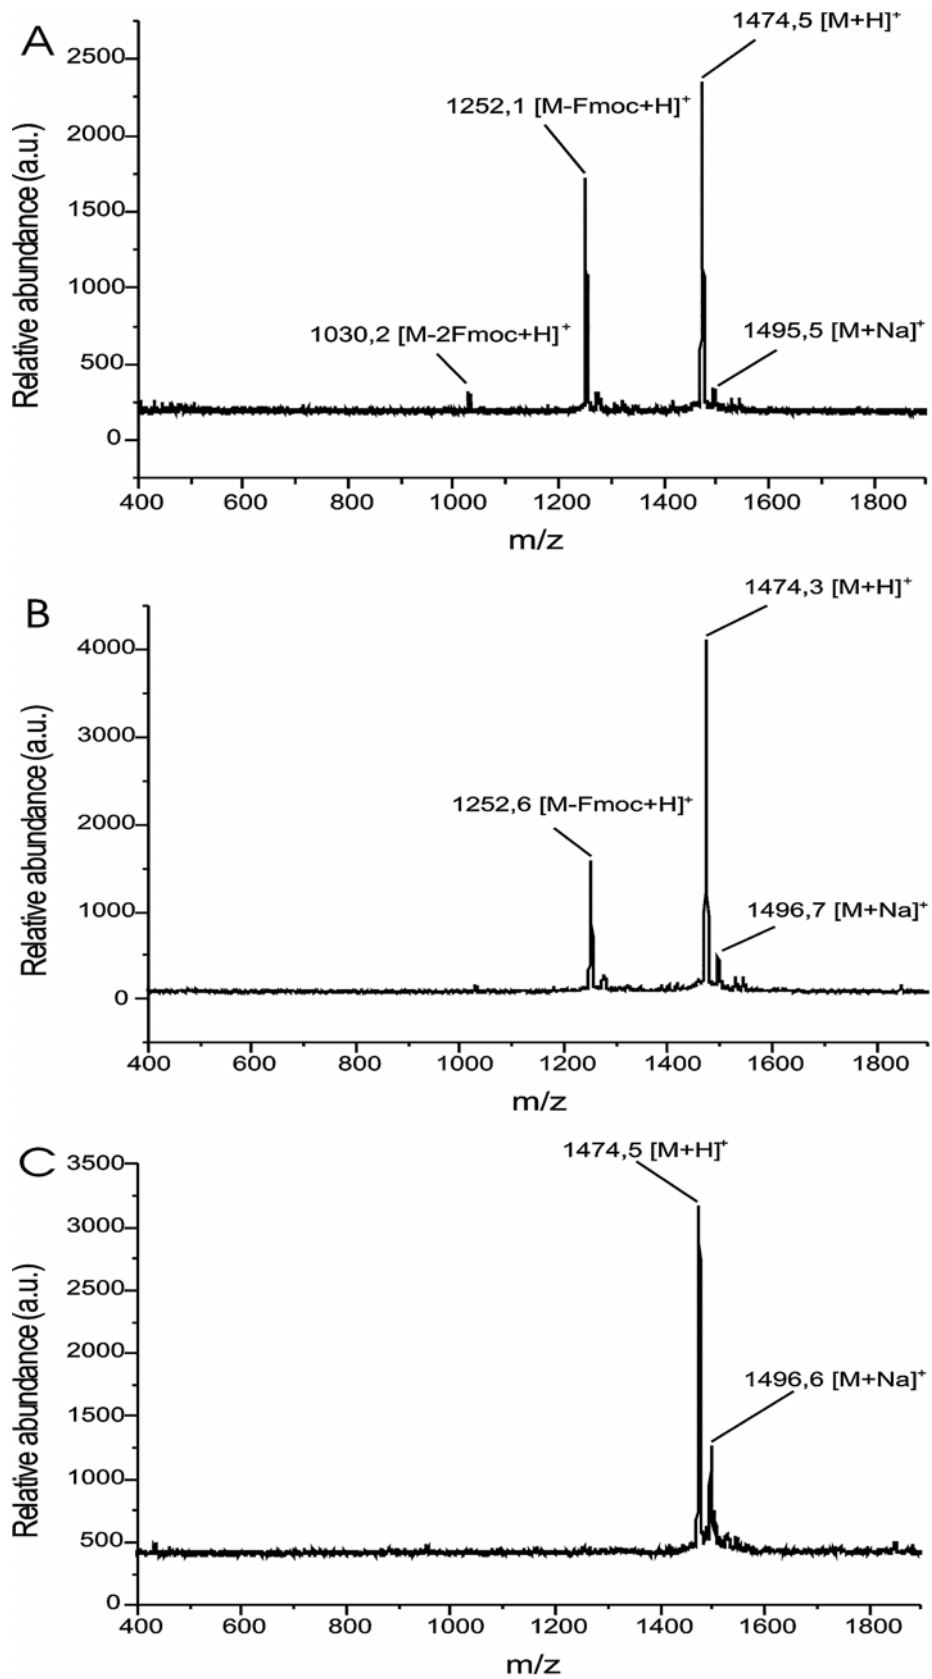 A
1474,5 [M+H]+
2500
1252,1 [M-Fmoc+H]+
2000
1500
1000
1030,2 [M-2Fmoc+H]+
1495,5 [M+Na]+
500
0
Relative abundance (a.u.)
400 600 800 1000 1200 1400 1600 1800
m/z
B
1474,3 [M+H]+
4000
3000
1252,6 [M-Fmoc+H]+
2000
1496,7 [M+Na]+
1000
0
Relative abundance (a.u.)
400 600 800 1000 1200 1400 1600 1800
m/z
C
1474,5 [M+H]+
3500
3000
2500
2000
1496,6 [M+Na]+
1500
1000
500
0
Relative abundance (a.u.)
400 600 800 1000 1200 1400 1600 1800
m/z